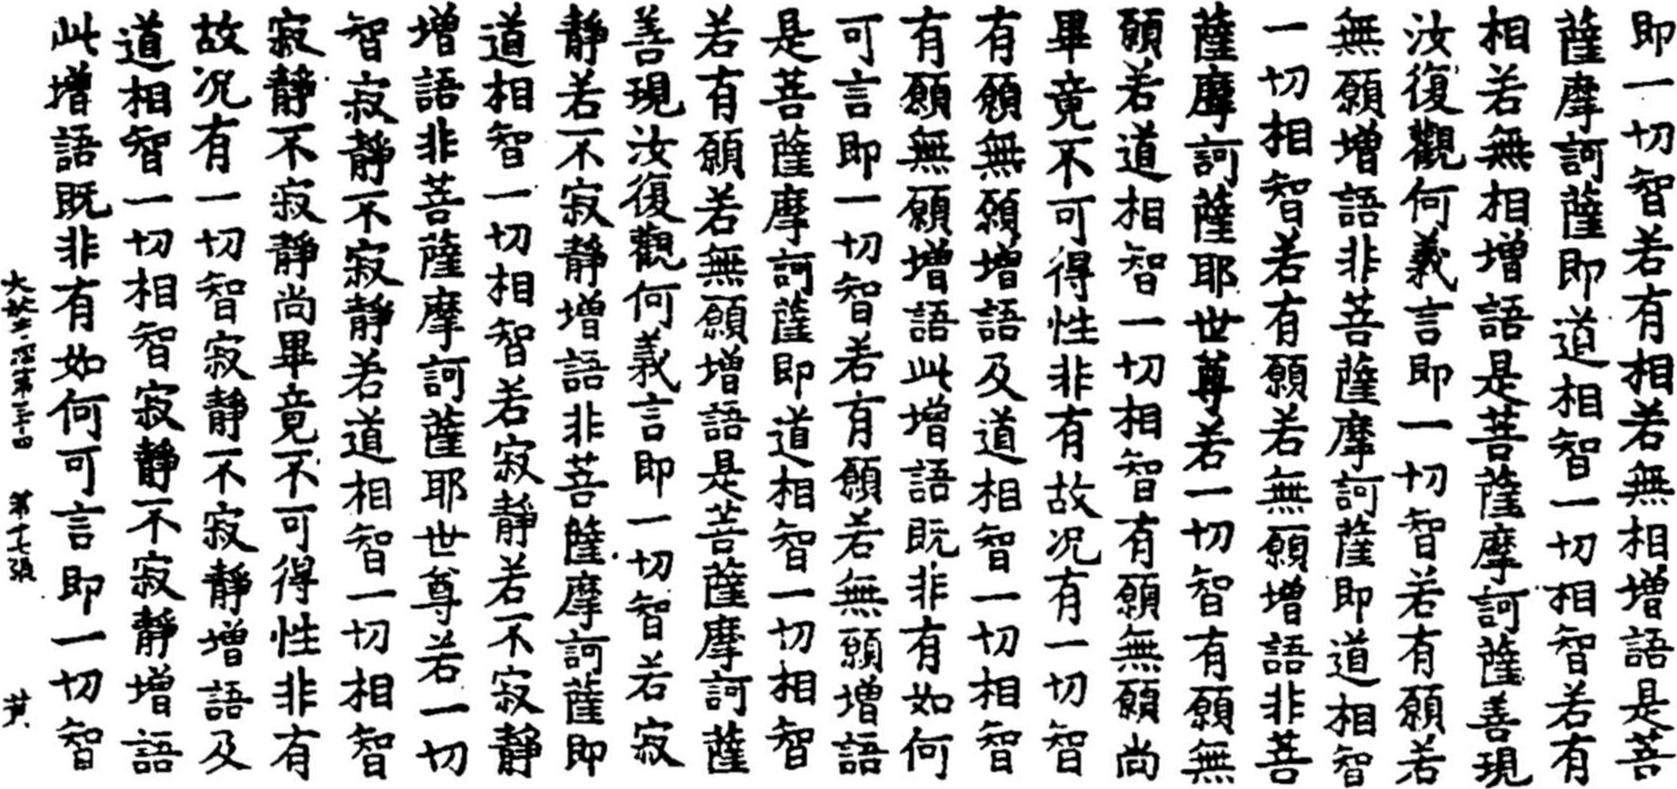 即一切智若有相若無相增語是菩
薩摩訶薩即道相智一切相智若有
相若無相增語是菩薩摩訶薩善現
汝復觀何義言即一切智若有願若
無願增語非菩薩摩訶薩即道相智
一切相智若有願若無願增語非菩
薩摩訶薩耶世尊若一切智有願無
願若道相智一切相智有願無願尚
畢竟不可得性非有故况有一切智
有願無願增語及道相智一切相智
有願無願增語此增語既非有如何
可言即一切智若有願若無願增語
是菩薩摩訶薩即道相智一切相智
若有願若無願增語是菩薩摩訶薩
善現汝復觀何義言即一切智若寂
靜若不寂靜增語非菩薩摩訶薩即
道相智一切相智若寂靜若不寂靜
增語非菩薩摩訶薩耶世尊若一切
智寂靜不寂靜若道相智一切相智
寂靜不寂靜尚畢竟不可得性非有
故况有一切智寂靜不寂靜增語及
道相智一切相智寂靜不寂靜增語
此增語既非有如何可言即一切智
第十七張